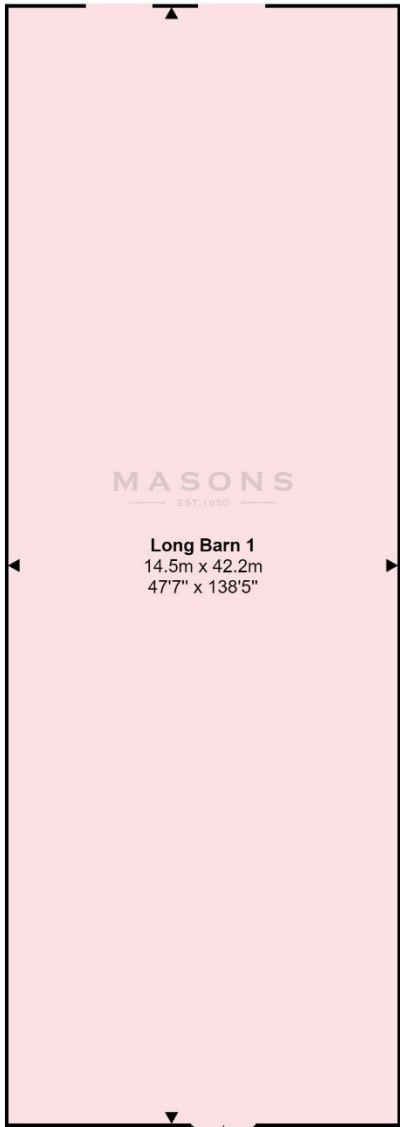 MASONS
EST. 1850
Long Barn 1
14.5m x 42.2m
47'7" x 138'5"